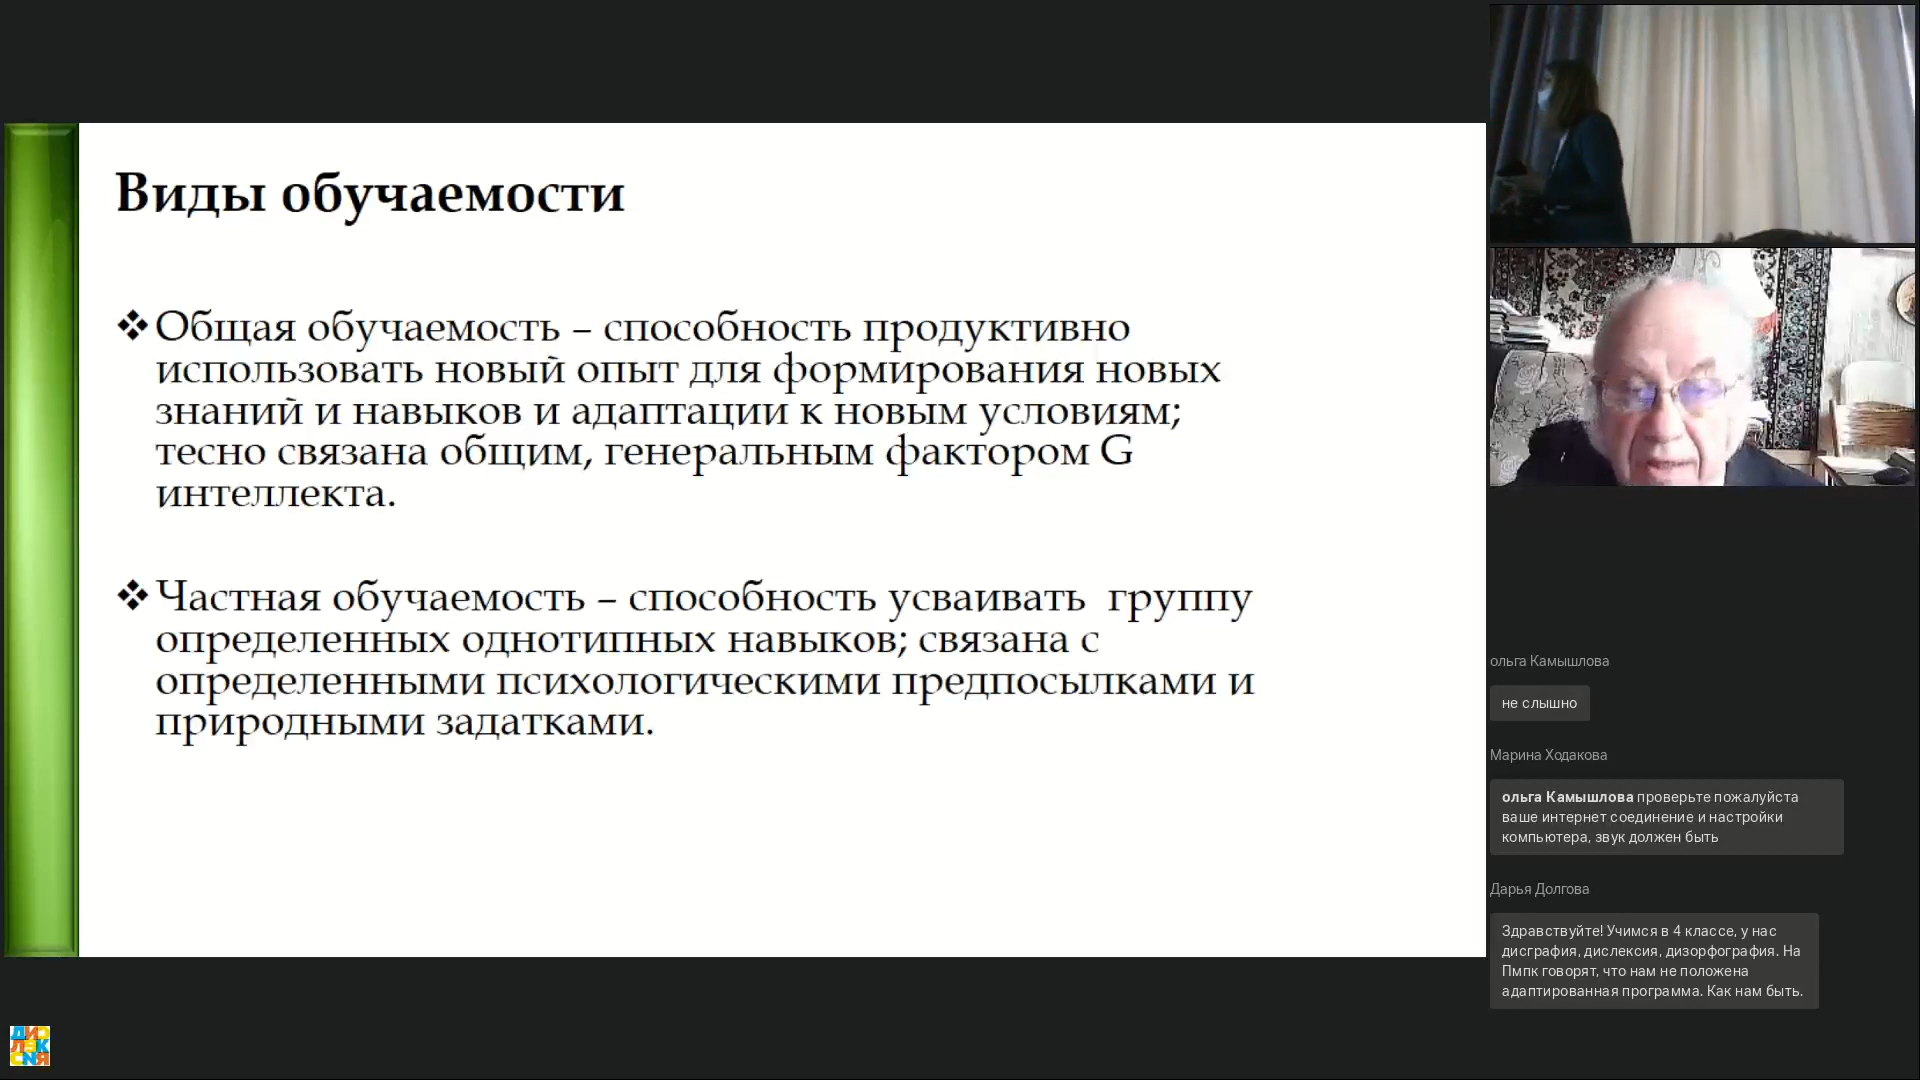 Виды обучаемости
❖Общая обучаемость – способность продуктивно
использовать новый опыт для формирования новых
знаний и навыков и адаптации к новым условиям;
тесно связана общим, генеральным фактором G
интеллекта.
❖Частная обучаемость – способность усваивать группу
определенных однотипных навыков; связана с
определенными психологическими предпосылками и
природными задатками.
ольга Камышлова
не слышно
Марина Ходакова
ольга Камышлова проверьте пожалуйста
ваше интернет соединение и настройки
компьютера, звук должен быть
Дарья Долгова
Здравствуйте! Учимся в 4 классе, у нас
дисграфия, дислексия, дизорфография. На
Пмпк говорят, что нам не положена
адаптированная программа. Как нам быть.
ДИС
ЛЕК
СИЯ